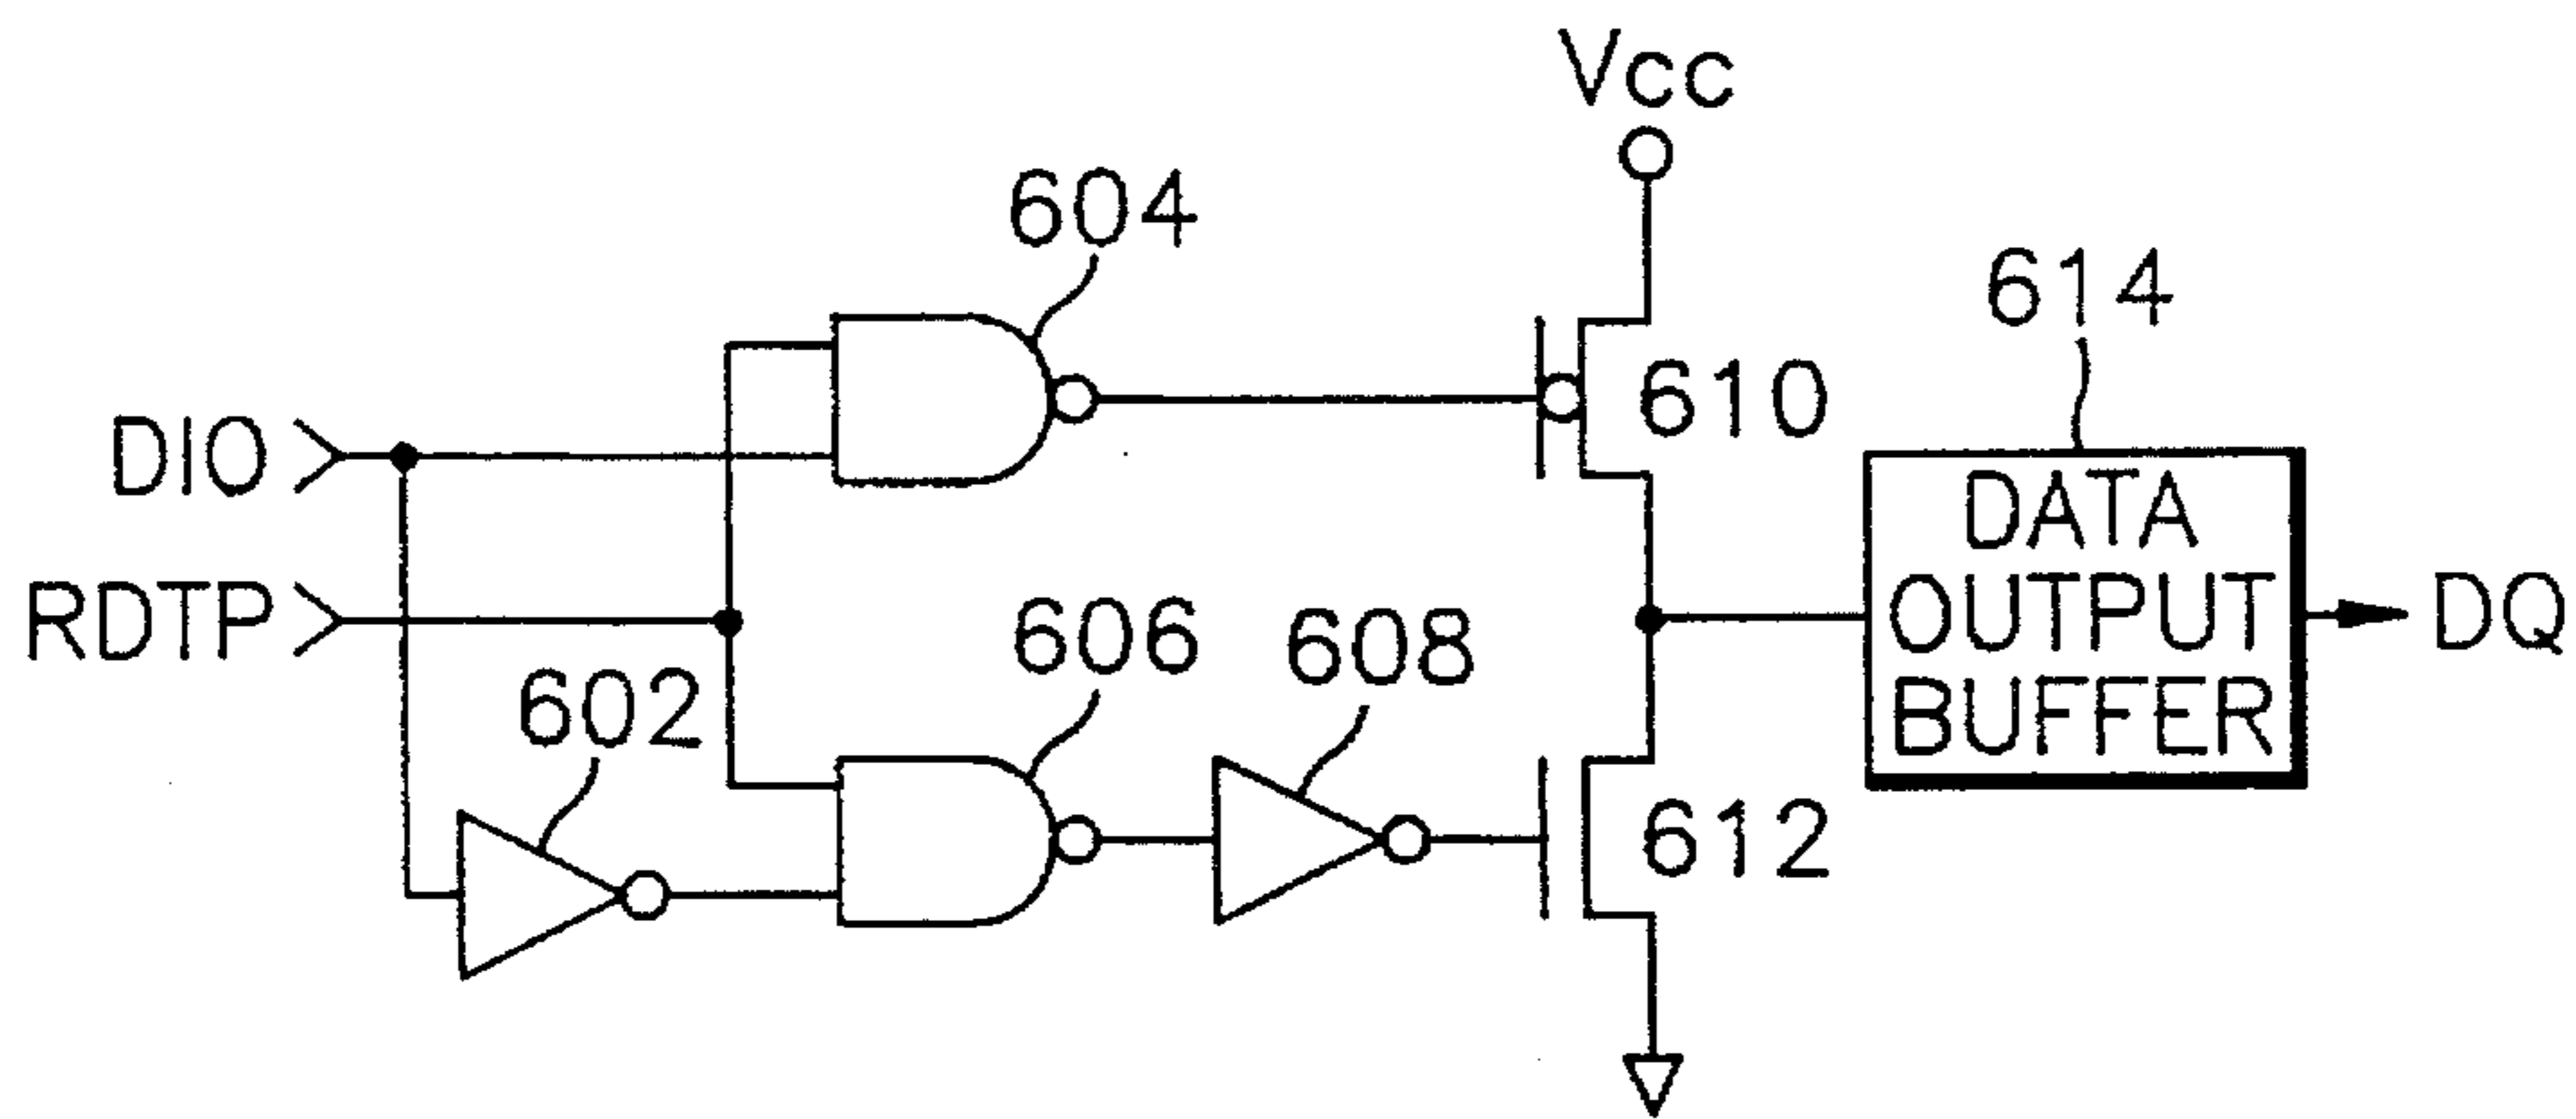 Vcc
604
614
610
DIO
DATA
OUTPUT
BUFFER
RDTP
DQ
606
608
602
612